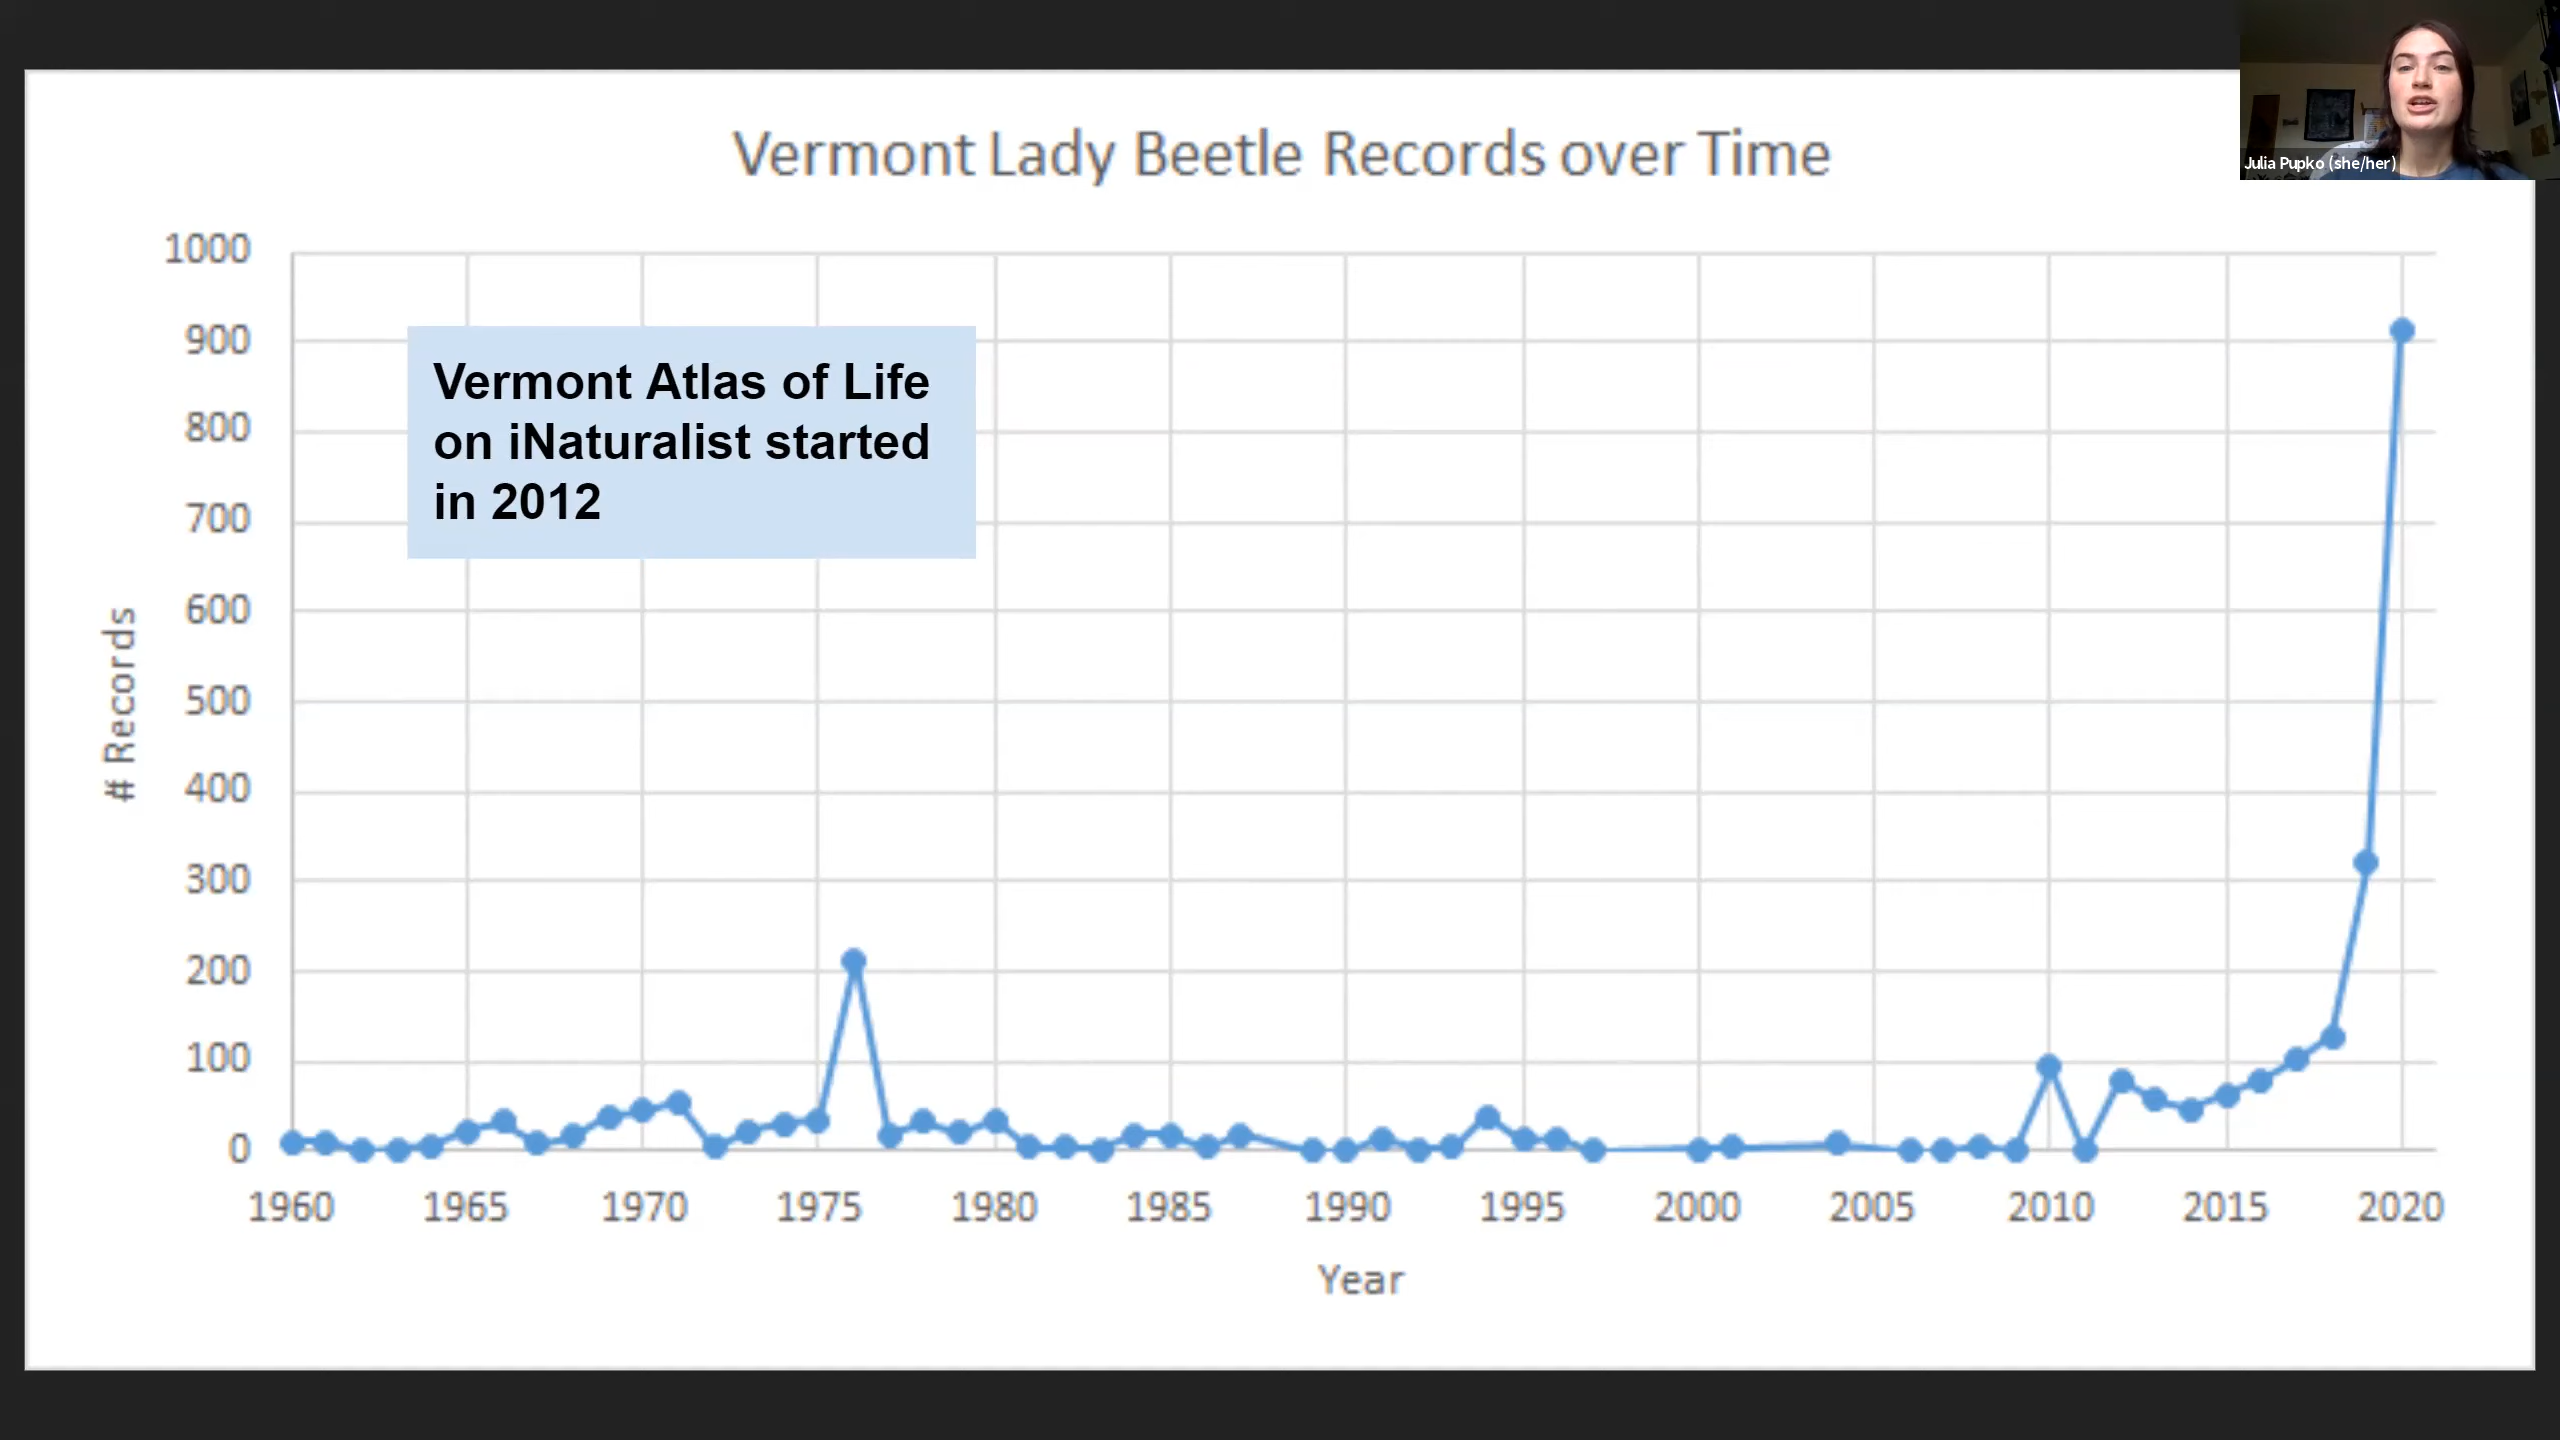 Julia Pupko (she/her)
Vermont Lady Beetle Records over Time
1000
900
800
700
600
500
400
300
200
100
0
# Records
Vermont Atlas of Life
on iNaturalist started
in 2012
1960 1965 1970 1975 1980 1985 1990 1995 2000 2005 2010 2015 2020
Year